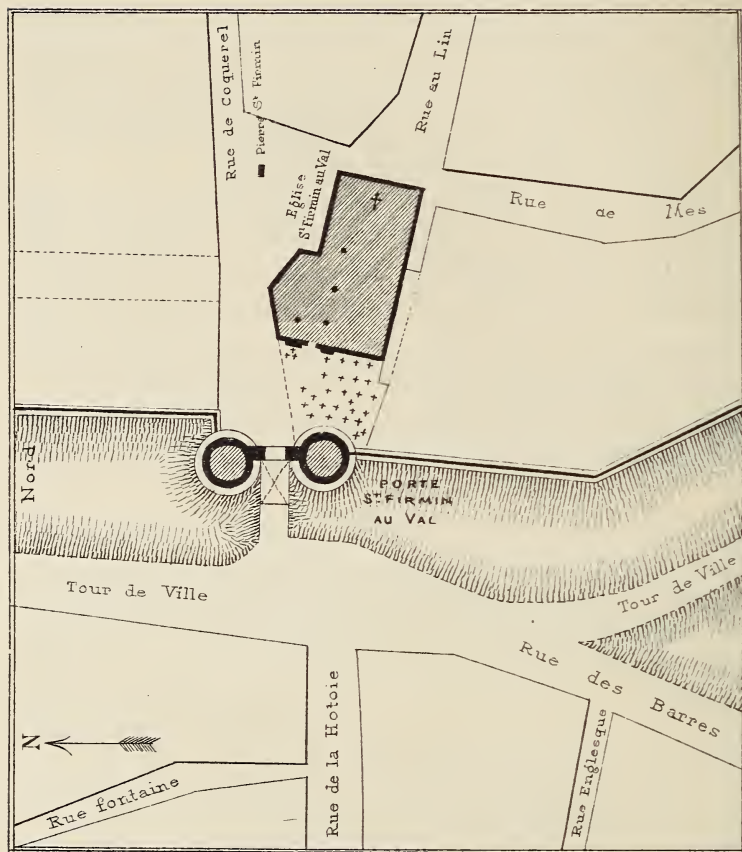 Rue de Coquerel
Pierre St Firmin
Rue au Lin
Eglise
St Firmin au Val
Rue de Mes
Nord
PORTE
ST FIRMIN
AU VAL
Tour de Ville
Tour de Ville
Rue des Barres
N
Rue fontaine
Rue de la Hotoie
Rue Englesque